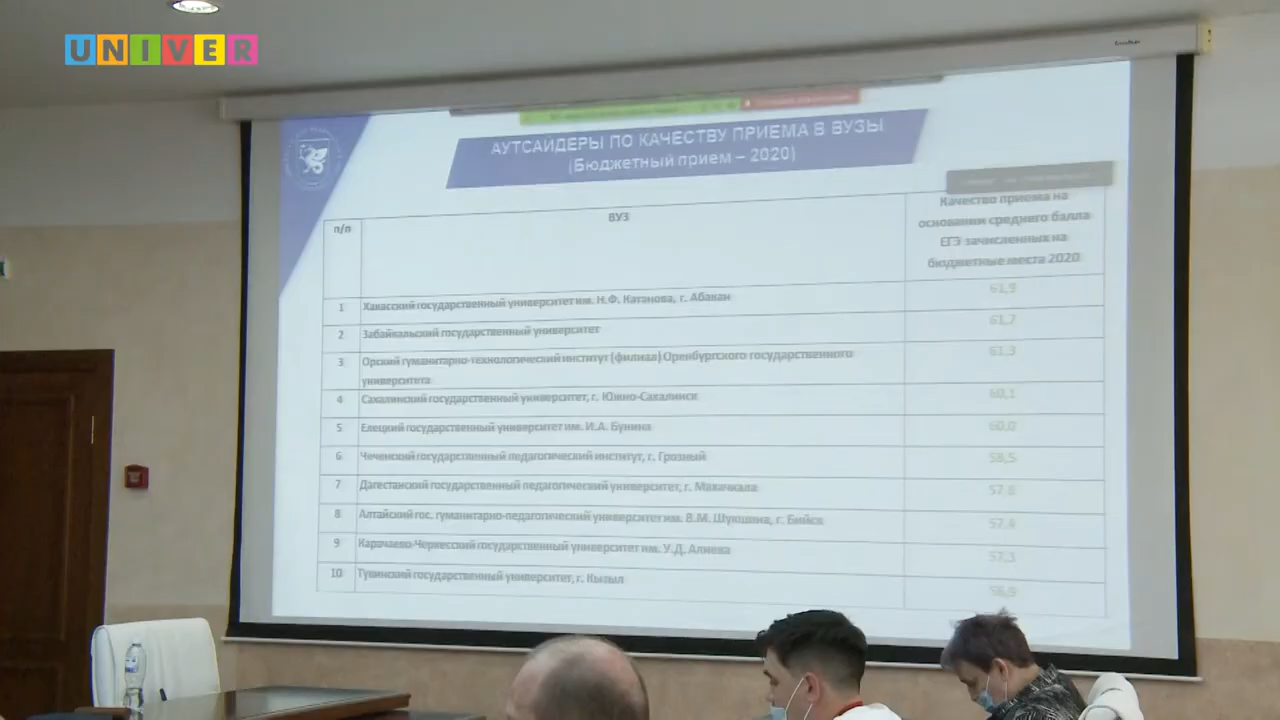 UNIVER
АУТСАЙДЕРЫ ПО КАЧЕСТВУ ПРИЕМА В ВУЗЫ
(Бюджетный прием – 2020)
п/п
ВУЗ
Качество приема на
основании среднего балла
ЕГЭ зачисленных на
бюджетные места 2020
1 Хакасский государственный университет им. Н.Ф. Катанова, г. Абакан 61,9
2 Забайкальский государственный университет 61,7
3 Орский гуманитарно-технологический институт (филиал) Оренбургского государственного 61,3
университета
4 Сахалинский государственный университет, г. Южно-Сахалинск 60,1
5 Елецкий государственный университет им. И.А. Бунина 60,0
6 Чеченский государственный педагогический институт, г. Грозный 58,5
7 Дагестанский государственный педагогический университет, г. Махачкала 57,8
8 Алтайский гос. гуманитарно-педагогический университет им. В.М. Шукшина, г. Бийск 57,4
9 Карачаево-Черкесский государственный университет им. У.Д. Алиева 57,3
10 Тувинский государственный университет, г. Кызыл 56,9